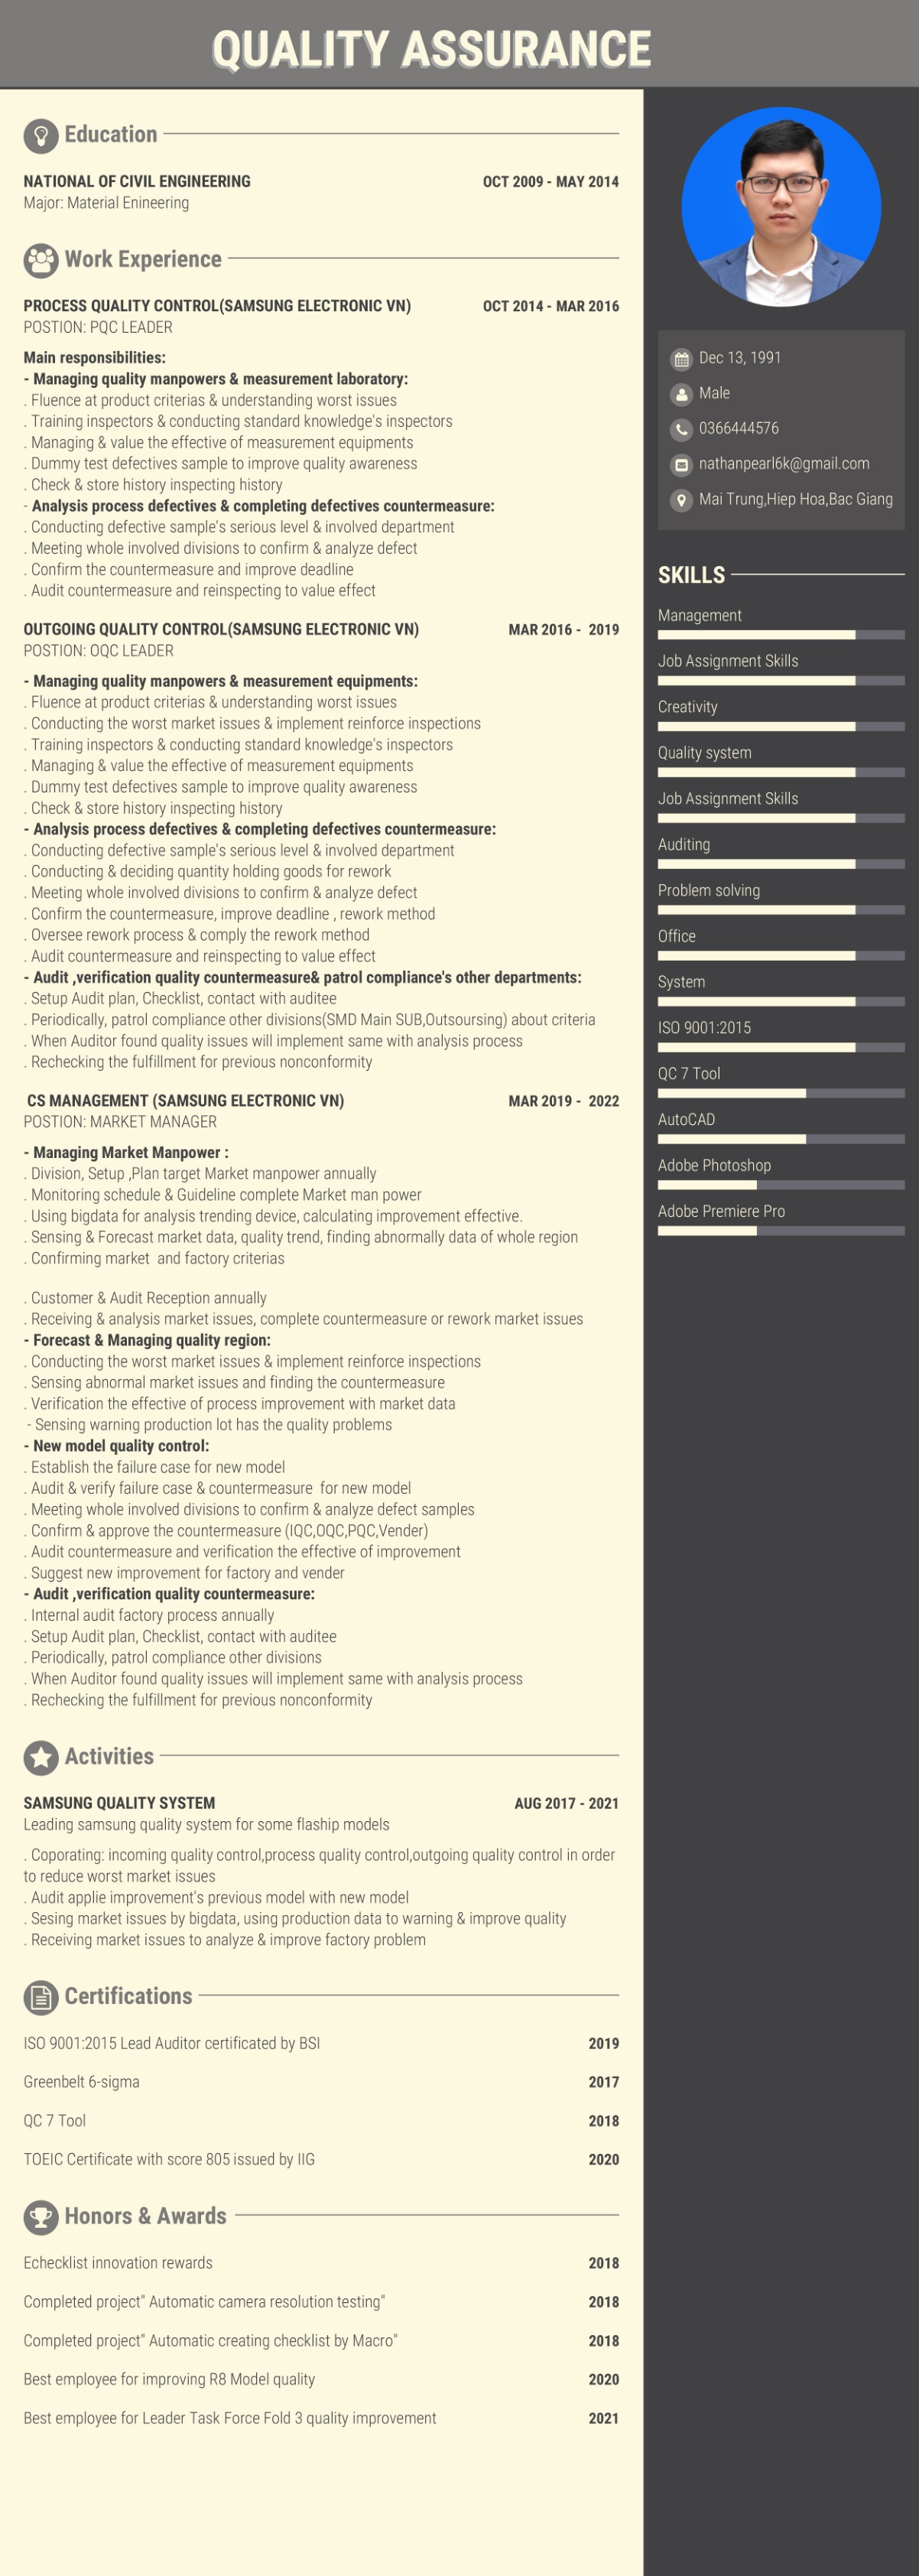 QUALITY ASSURANCE
Education
NATIONAL OF CIVIL ENGINEERING OCT 2009 - MAY 2014
Major: Material Enineering
Work Experience
PROCESS QUALITY CONTROL(SAMSUNG ELECTRONIC VN) OCT 2014 - MAR 2016
POSTION: PQC LEADER
Main responsibilities:
- Managing quality manpowers & measurement laboratory:
. Fluence at product criterias & understanding worst issues
. Training inspectors & conducting standard knowledge's inspectors
. Managing & value the effective of measurement equipments
. Dummy test defectives sample to improve quality awareness
. Check & store history inspecting history
- Analysis process defectives & completing defectives countermeasure:
. Conducting defective sample's serious level & involved department
. Meeting whole involved divisions to confirm & analyze defect
. Confirm the countermeasure and improve deadline
. Audit countermeasure and reinspecting to value effect
OUTGOING QUALITY CONTROL(SAMSUNG ELECTRONIC VN) MAR 2016 - 2019
POSTION: OQC LEADER
- Managing quality manpowers & measurement equipments:
. Fluence at product criterias & understanding worst issues
. Conducting the worst market issues & implement reinforce inspections
. Training inspectors & conducting standard knowledge's inspectors
. Managing & value the effective of measurement equipments
. Dummy test defectives sample to improve quality awareness
. Check & store history inspecting history
- Analysis process defectives & completing defectives countermeasure:
. Conducting defective sample's serious level & involved department
. Conducting & deciding quantity holding goods for rework
. Meeting whole involved divisions to confirm & analyze defect
. Confirm the countermeasure, improve deadline , rework method
. Oversee rework process & comply the rework method
. Audit countermeasure and reinspecting to value effect
- Audit ,verification quality countermeasure& patrol compliance's other departments:
. Setup Audit plan, Checklist, contact with auditee
. Periodically, patrol compliance other divisions(SMD Main SUB,Outsoursing) about criteria
. When Auditor found quality issues will implement same with analysis process
. Rechecking the fulfillment for previous nonconformity
CS MANAGEMENT (SAMSUNG ELECTRONIC VN) MAR 2019 - 2022
POSTION: MARKET MANAGER
- Managing Market Manpower :
. Division, Setup ,Plan target Market manpower annually
. Monitoring schedule & Guideline complete Market man power
. Using bigdata for analysis trending device, calculating improvement effective.
. Sensing & Forecast market data, quality trend, finding abnormally data of whole region
. Confirming market and factory criterias
. Customer & Audit Reception annually
. Receiving & analysis market issues, complete countermeasure or rework market issues
- Forecast & Managing quality region:
. Conducting the worst market issues & implement reinforce inspections
. Sensing abnormal market issues and finding the countermeasure
. Verification the effective of process improvement with market data
- Sensing warning production lot has the quality problems
- New model quality control:
. Establish the failure case for new model
. Audit & verify failure case & countermeasure for new model
. Meeting whole involved divisions to confirm & analyze defect samples
. Confirm & approve the countermeasure (IQC,OQC,PQC,Vender)
. Audit countermeasure and verification the effective of improvement
. Suggest new improvement for factory and vender
- Audit ,verification quality countermeasure:
. Internal audit factory process annually
. Setup Audit plan, Checklist, contact with auditee
. Periodically, patrol compliance other divisions
. When Auditor found quality issues will implement same with analysis process
. Rechecking the fulfillment for previous nonconformity
Activities
SAMSUNG QUALITY SYSTEM AUG 2017 - 2021
Leading samsung quality system for some flaship models
. Coporating: incoming quality control,process quality control,outgoing quality control in order
to reduce worst market issues
. Audit applie improvement's previous model with new model
. Sesing market issues by bigdata, using production data to warning & improve quality
. Receiving market issues to analyze & improve factory problem
Certifications
ISO 9001:2015 Lead Auditor certificated by BSI 2019
Greenbelt 6-sigma 2017
QC 7 Tool 2018
TOEIC Certificate with score 805 issued by IIG 2020
Honors & Awards
Echecklist innovation rewards 2018
Completed project" Automatic camera resolution testing" 2018
Completed project" Automatic creating checklist by Macro" 2018
Best employee for improving R8 Model quality 2020
Best employee for Leader Task Force Fold 3 quality improvement 2021
Dec 13, 1991
Male
0366444576
nathanpearl6k@gmail.com
Mai Trung,Hiep Hoa,Bac Giang
SKILLS
Management
Job Assignment Skills
Creativity
Quality system
Job Assignment Skills
Auditing
Problem solving
Office
System
ISO 9001:2015
QC 7 Tool
AutoCAD
Adobe Photoshop
Adobe Premiere Pro